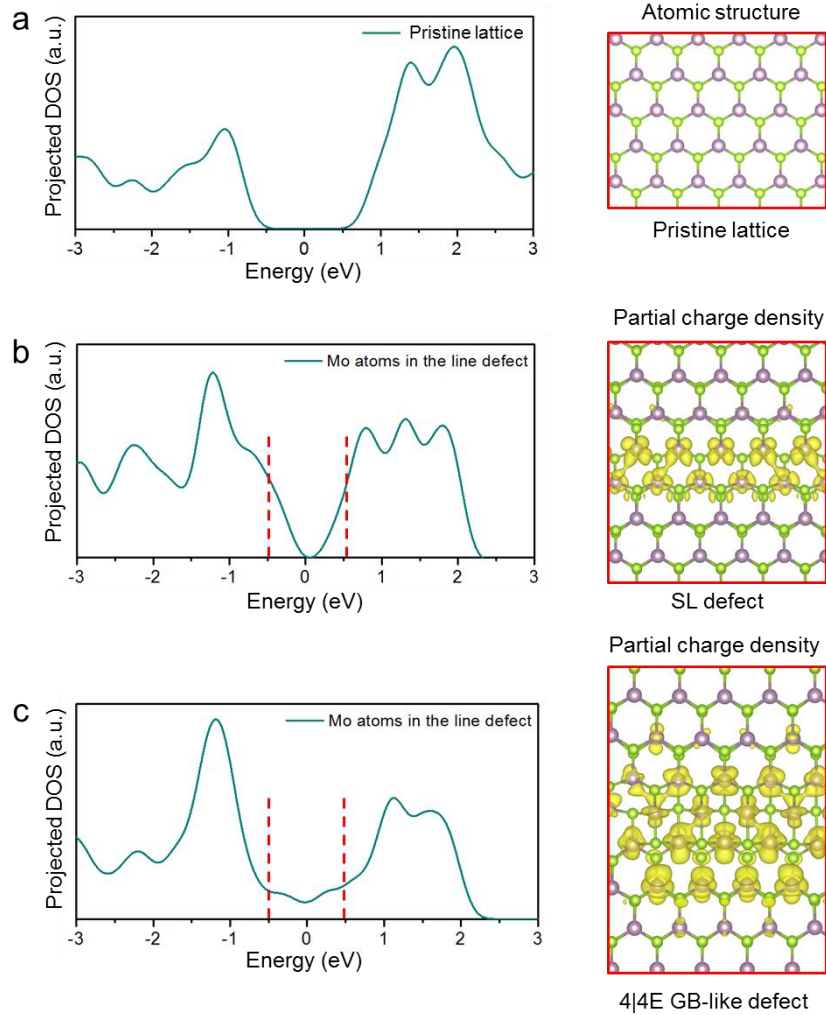 a
Projected DOS (a.u.)
Pristine lattice
-3 -2 -1 0 1 2 3
Energy (eV)
Atomic structure
Pristine lattice
b
Projected DOS (a.u.)
Mo atoms in the line defect
-3 -2 -1 0 1 2 3
Energy (eV)
Partial charge density
SL defect
c
Projected DOS (a.u.)
Mo atoms in the line defect
-3 -2 -1 0 1 2 3
Energy (eV)
Partial charge density
4|4E GB-like defect